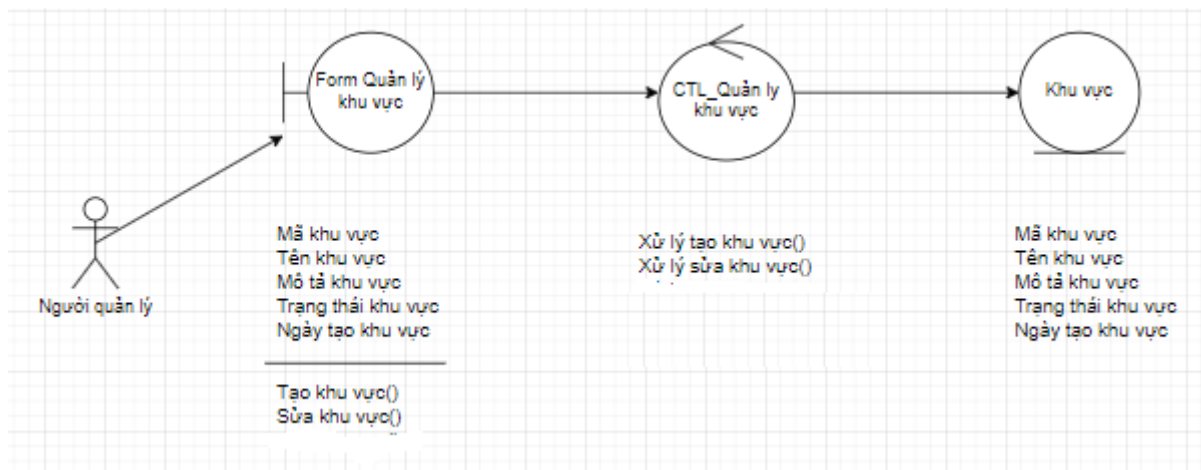 Form Quản lý
khu vực
CTL_Quản ly
khu vực
Khu vực
Người quản lý
Mã khu vực
Tên khu vực
Mô tả khu vực
Trạng thái khu vực
Ngày tạo khu vực
Tạo khu vực()
Sửa khu vực()
Xử lý tạo khu vực()
Xử lý sửa khu vực()
Mã khu vực
Tên khu vực
Mô tả khu vực
Trạng thái khu vực
Ngày tạo khu vực